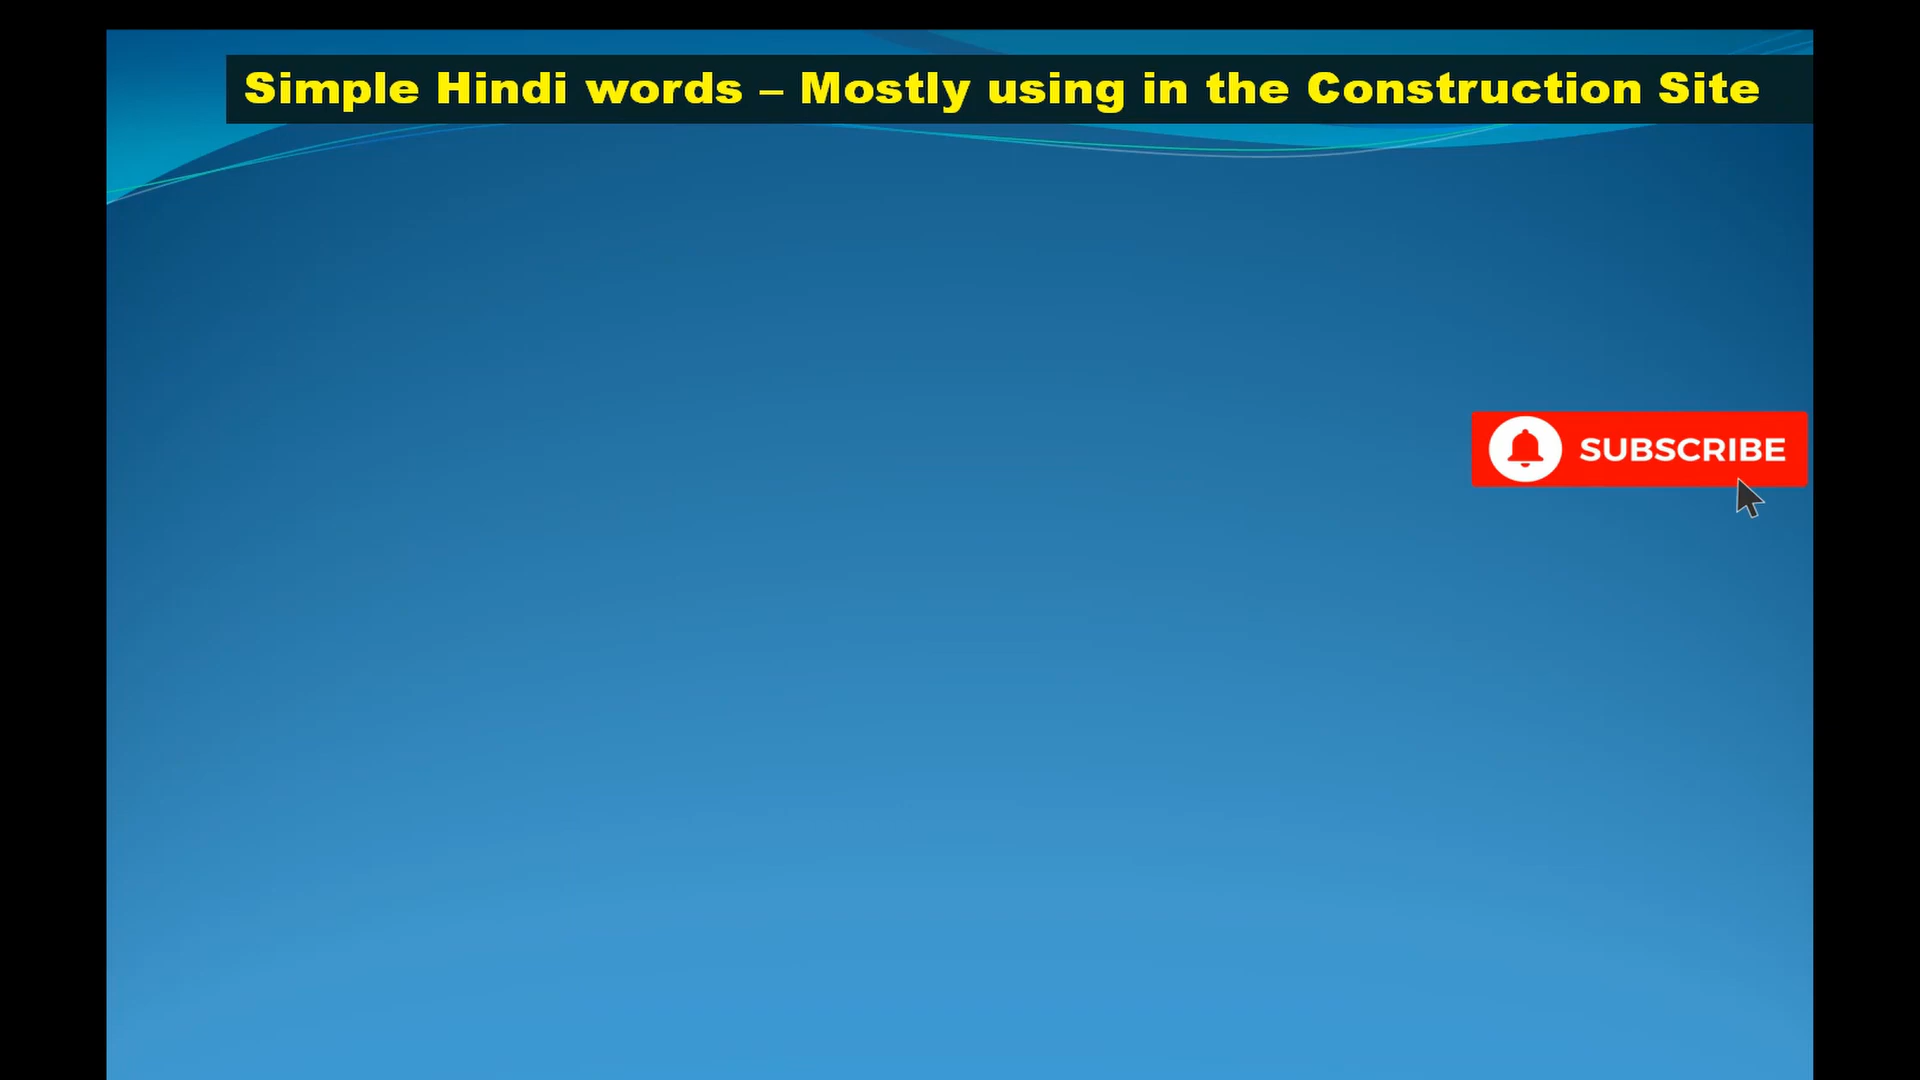 Simple Hindi words – Mostly using in the Construction Site
SUBSCRIBE